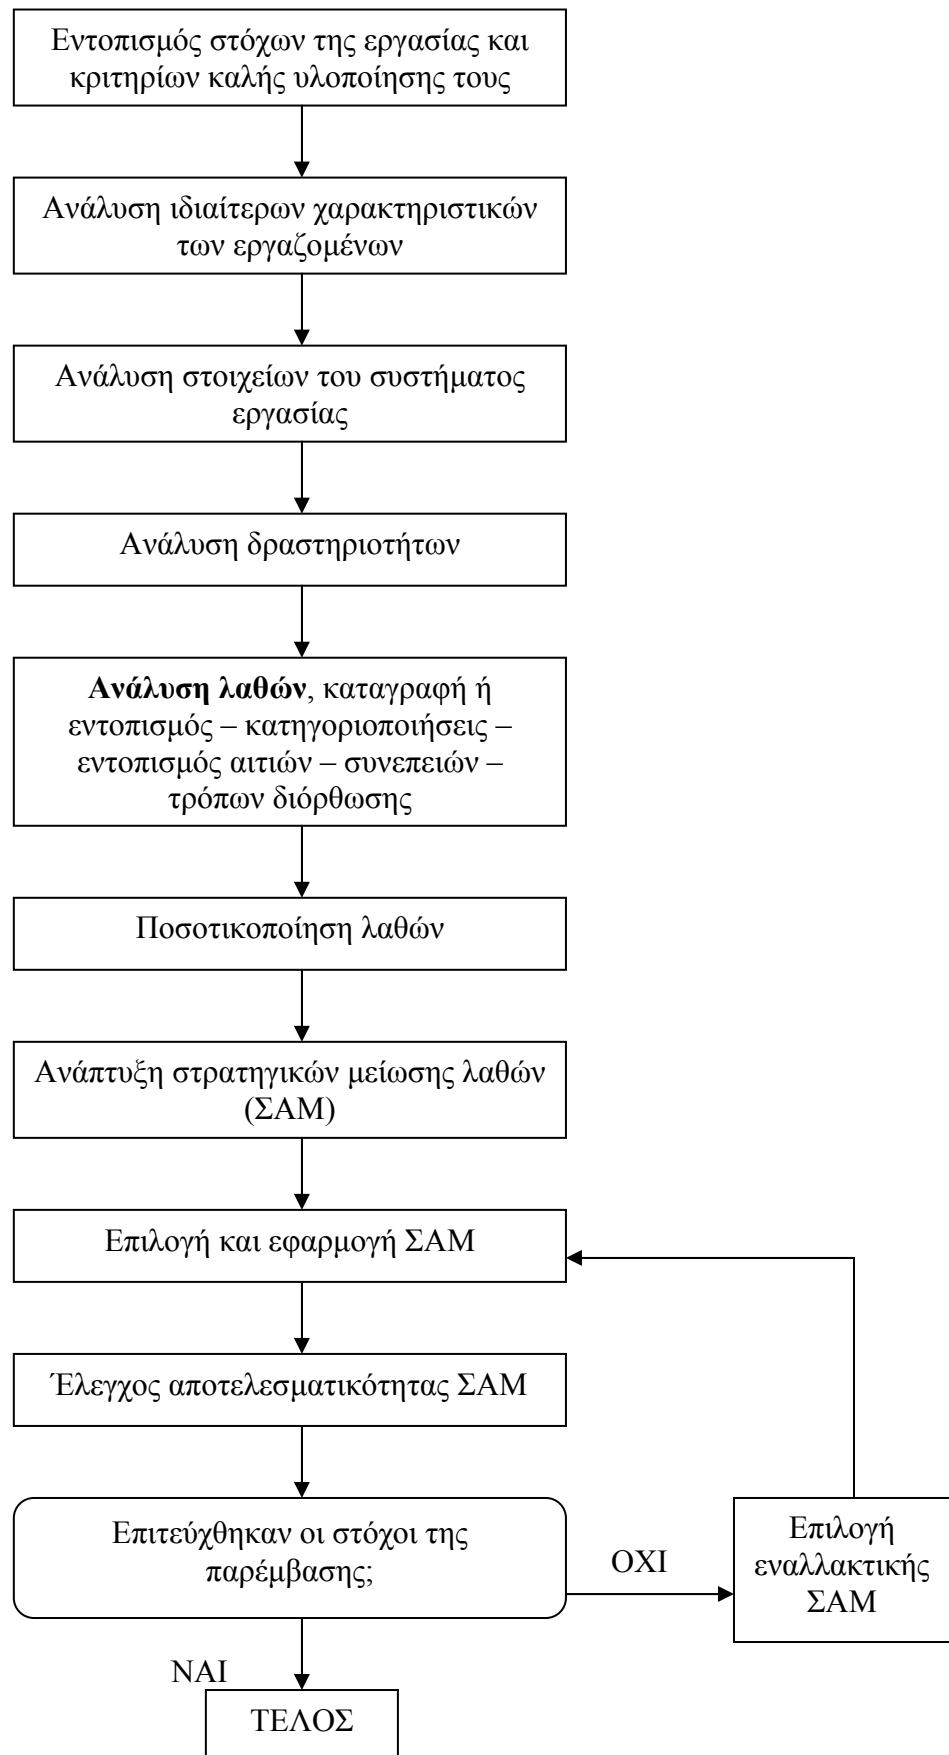 Εντοπισμός στόχων της εργασίας και
κριτηρίων καλής υλοποίησης τους
Ανάλυση ιδιαίτερων χαρακτηριστικών
των εργαζομένων
Ανάλυση στοιχείων του συστήματος
εργασίας
Ανάλυση δραστηριοτήτων
Ανάλυση λαθών, καταγραφή ή
εντοπισμός – κατηγοριοποιήσεις –
εντοπισμός αιτιών – συνεπειών –
τρόπων διόρθωσης
Ποσοτικοποίηση λαθών
Ανάπτυξη στρατηγικών μείωσης λαθών
(ΣΑΜ)
Επιλογή και εφαρμογή ΣΑΜ
Έλεγχος αποτελεσματικότητας ΣΑΜ
Επιτεύχθηκαν οι στόχοι της
παρέμβασης;
ΟΧΙ
Επιλογή
εναλλακτικής
ΣΑΜ
ΝΑΙ
ΤΕΛΟΣ